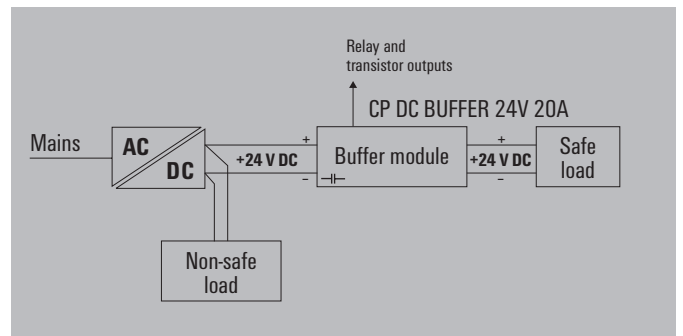 Relay and
transistor outputs
CP DC BUFFER 24V 20A
Mains
AC
DC
+
+24 V DC
–
Buffer module
+
+24 V DC
–
Safe
load
Non-safe
load